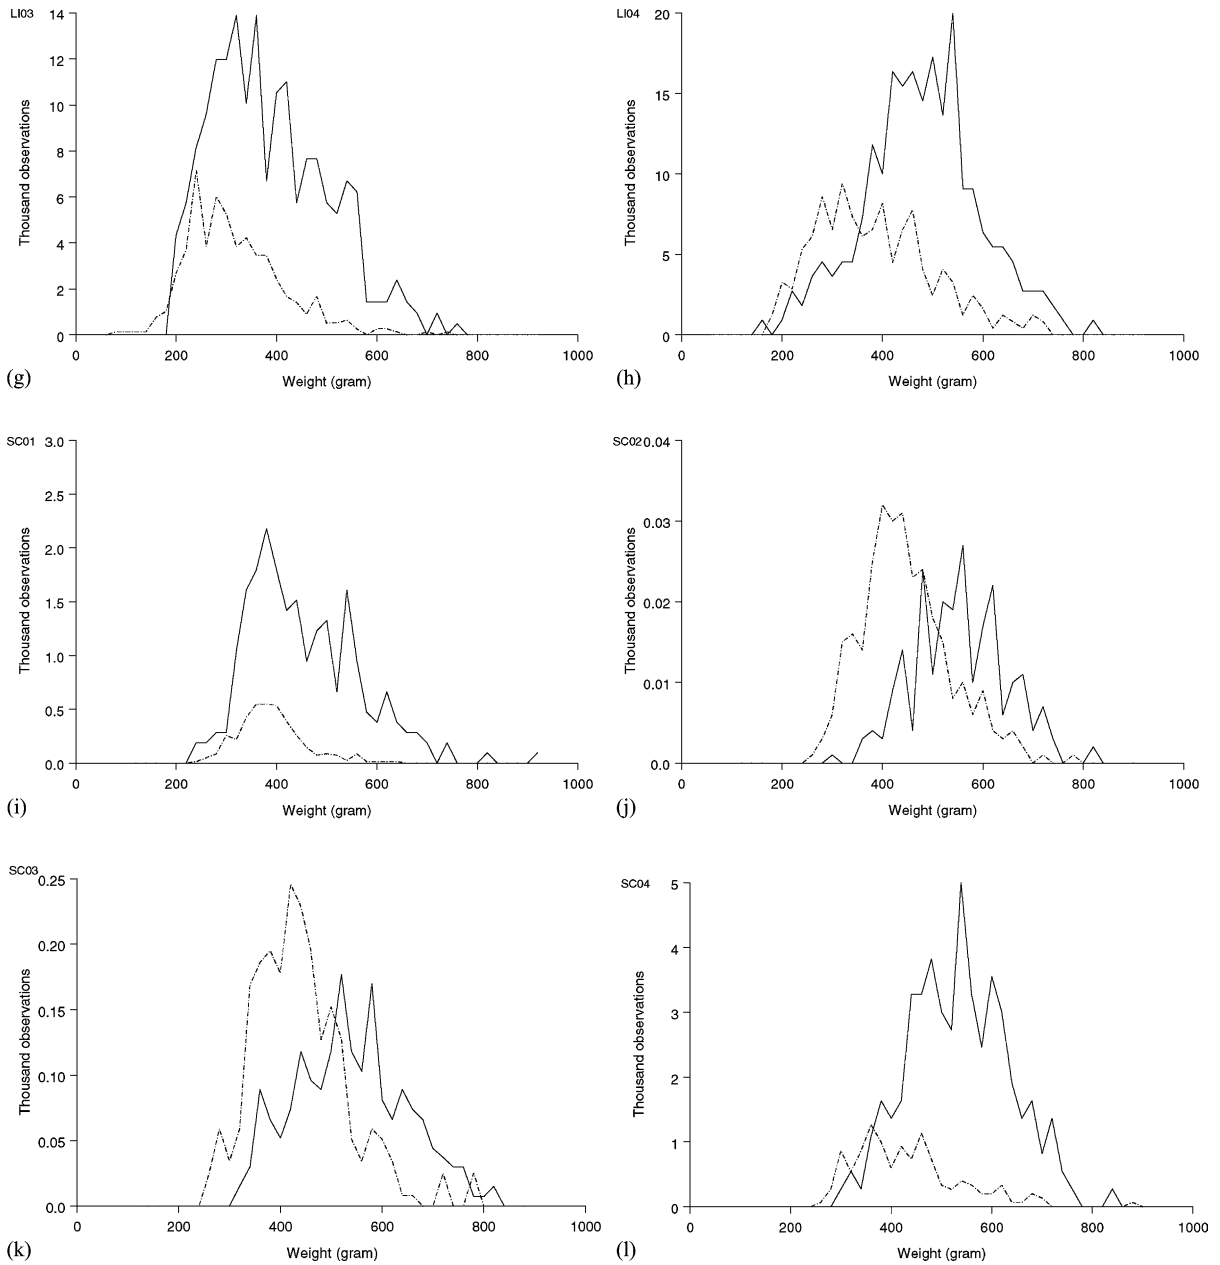 LI03
14
12
10
8
6
4
2
0
Thousand observations
0 200 400 600 800 1000
Weight (gram)
(g)
LI04
20
15
10
5
0
Thousand observations
0 200 400 600 800 1000
Weight (gram)
(h)
SC01
3.0
2.5
2.0
1.5
1.0
0.5
0.0
Thousand observations
0 200 400 600 800 1000
Weight (gram)
(i)
SC02
0.04
0.03
0.02
0.01
0.0
Thousand observations
0 200 400 600 800 1000
Weight (gram)
(j)
SC03
0.25
0.20
0.15
0.10
0.05
0.0
Thousand observations
0 200 400 600 800 1000
Weight (gram)
(k)
SC04
5
4
3
2
1
0
Thousand observations
0 200 400 600 800 1000
Weight (gram)
(l)